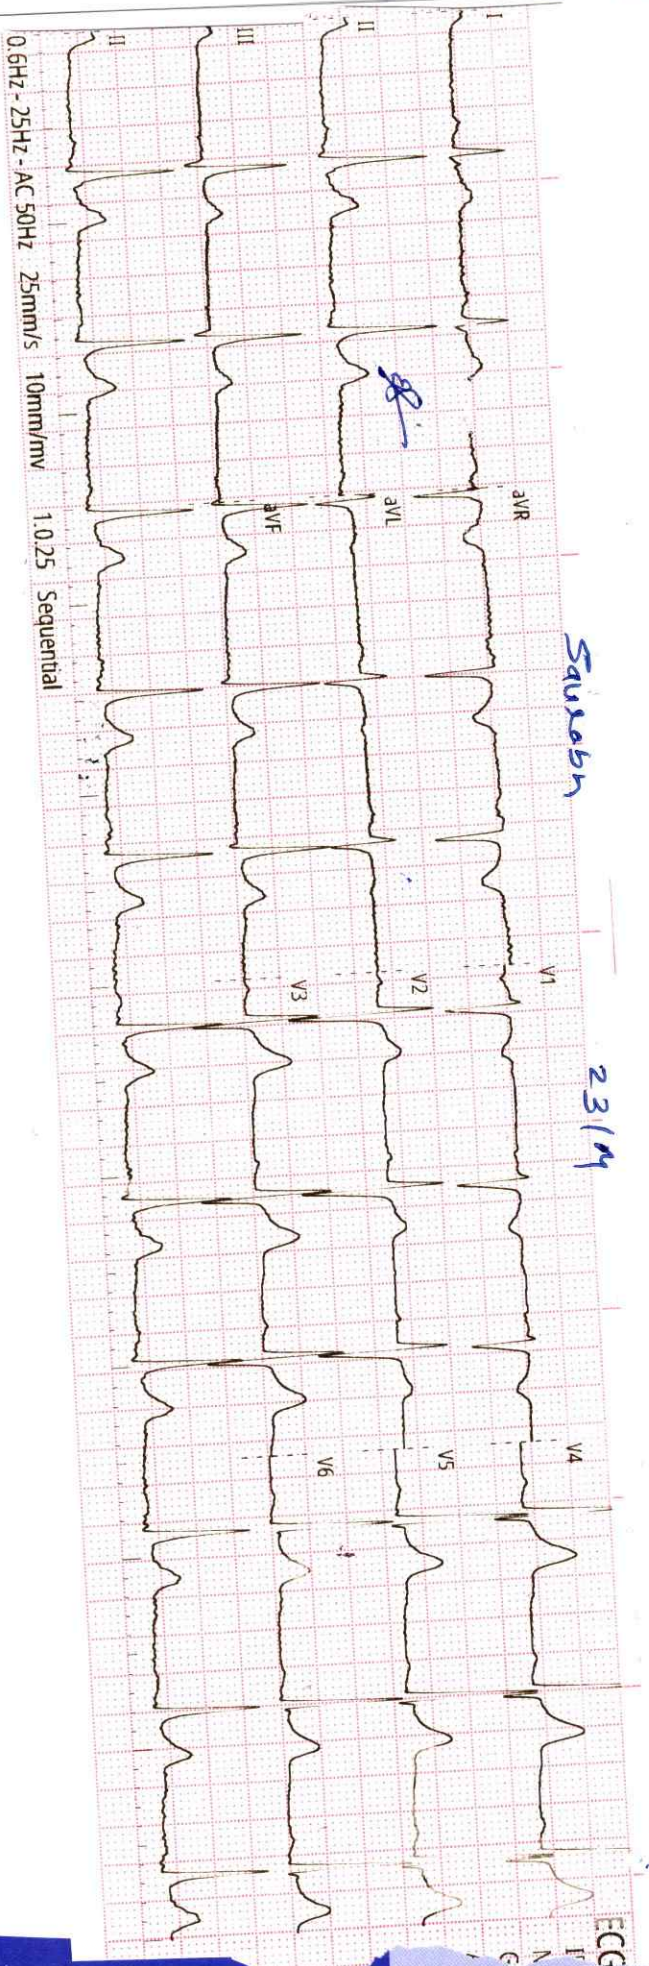 I
aVR
V1
V4
II
aVL
V2
V5
III
aVF
V3
V6
II
0.6Hz - 25Hz - AC 50Hz 25mm/s 10mm/mv 1.0.25 Sequential
Saurabh
23/M
ECG